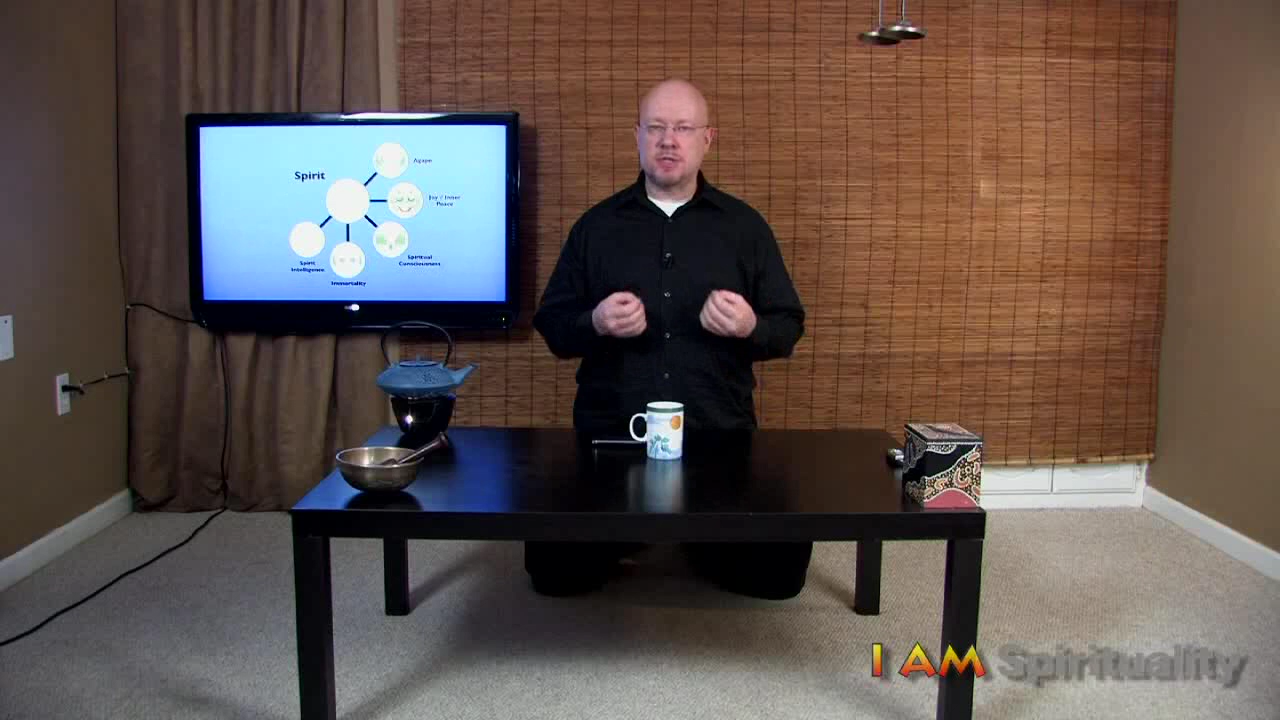 Spirit
Agape
Joy / Inner
Peace
Spiritual
Consciousness
Spirit
Intelligence
Immortality
I AM Spirituality